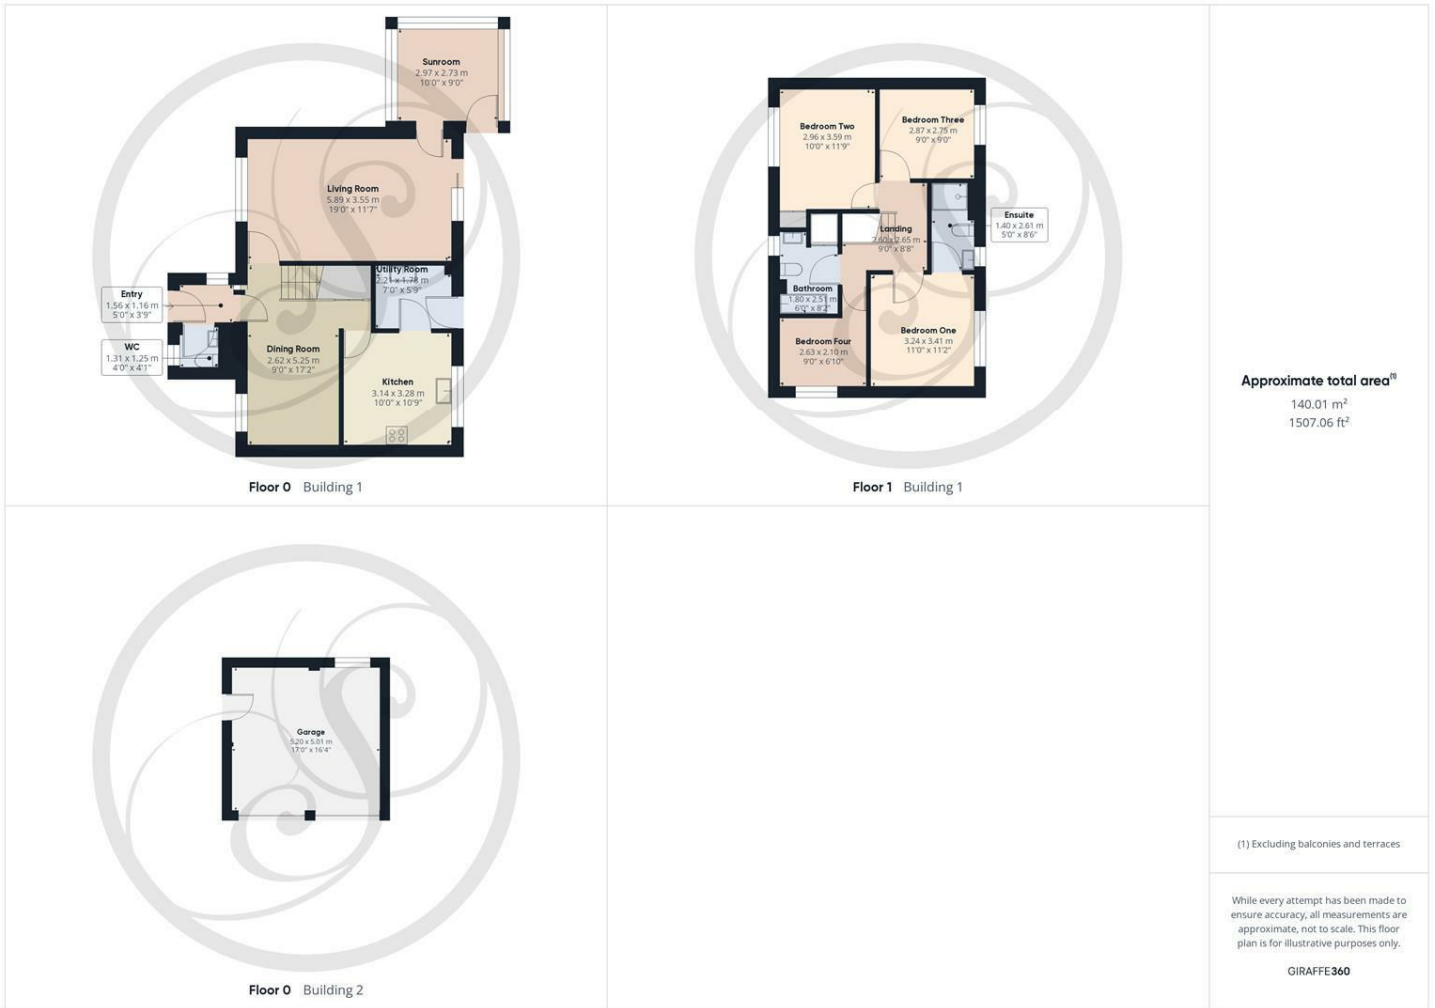 Sunroom
2.97 x 2.73 m
10'0" x 9'0"
Living Room
5.89 x 3.55 m
19'0" x 11'7"
Utility Room
2.21 x 1.78 m
7'0" x 5'9"
Entry
1.56 x 1.16 m
5'0" x 3'9"
WC
1.31 x 1.25 m
4'0" x 4'1"
Dining Room
2.62 x 5.25 m
9'0" x 17'2"
Kitchen
3.14 x 3.28 m
10'0" x 10'9"
Floor 0 Building 1
Bedroom Two
2.96 x 3.59 m
10'0" x 11'9"
Bedroom Three
2.87 x 2.75 m
9'0" x 9'0"
Ensuite
1.40 x 2.61 m
5'0" x 8'6"
Landing
2.65 m
9'0" x 8'8"
Bathroom
1.80 x 2.51 m
6'0" x 8'2"
Bedroom One
3.24 x 3.41 m
11'0" x 11'2"
Bedroom Four
2.63 x 2.10 m
9'0" x 6'10"
Floor 1 Building 1
Approximate total area(1)
140.01 m²
1507.06 ft²
Garage
5.20 x 5.01 m
17'0" x 16'4"
Floor 0 Building 2
(1) Excluding balconies and terraces
While every attempt has been made to
ensure accuracy, all measurements are
approximate, not to scale. This floor
plan is for illustrative purposes only.
GIRAFFE360